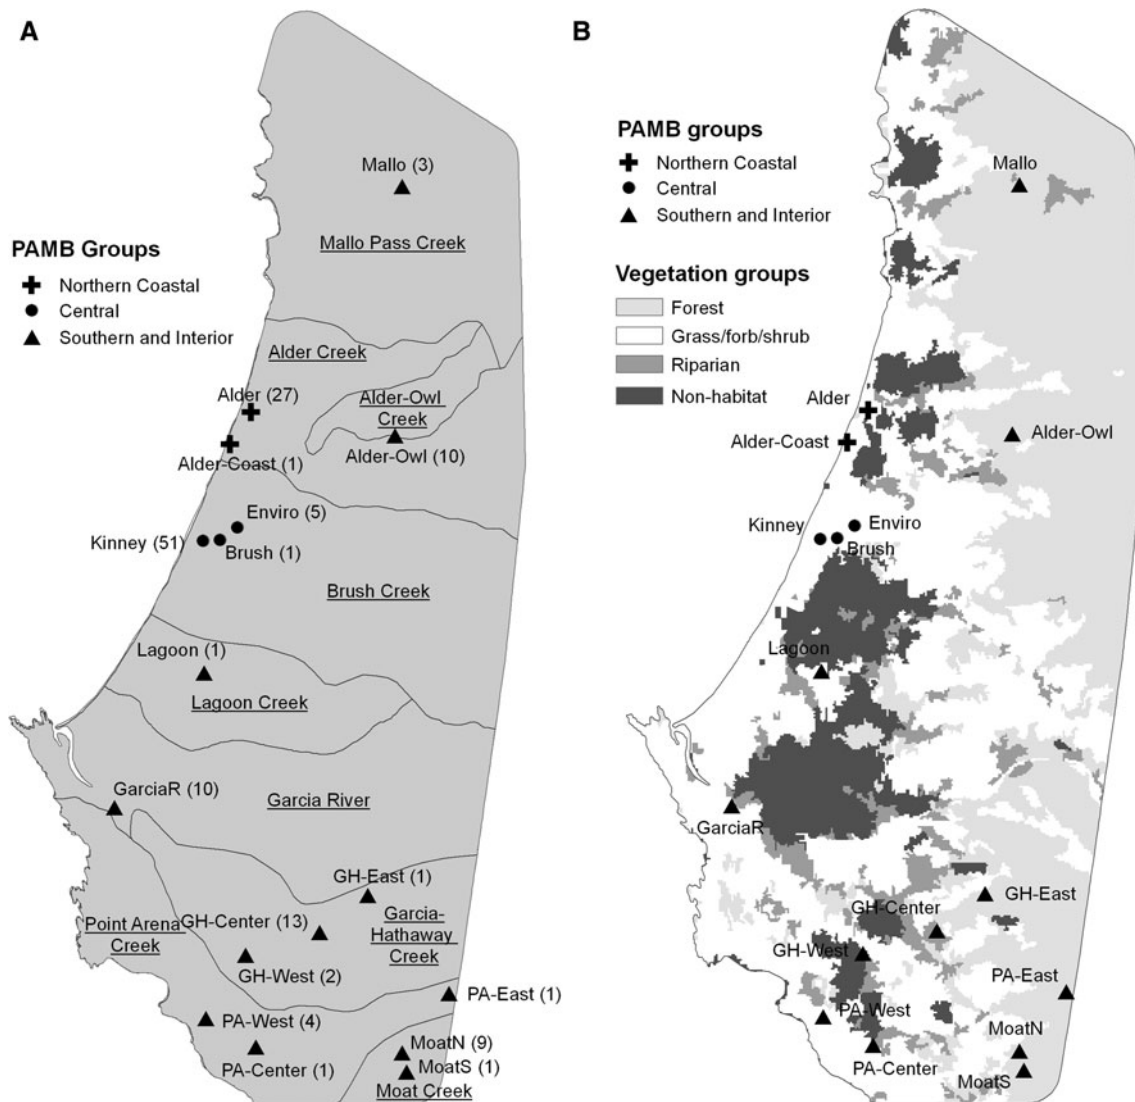 A
Mallo (3)
Mallo Pass Creek
PAMB Groups
Northern Coastal
Central
Southern and Interior
Alder Creek
Alder (27)
Alder-Owl
Creek
Alder-Coast (1)
Alder-Owl (10)
Enviro (5)
Kinney (51)
Brush (1)
Brush Creek
Lagoon (1)
Lagoon Creek
GarciaR (10)
Garcia River
GH-East (1)
Point Arena
Creek
GH-Center (13)
Garcia-
Hathaway
Creek
GH-West (2)
PA-East (1)
PA-West (4)
MoatN (9)
PA-Center (1)
MoatS (1)
Moat Creek
B
PAMB groups
Northern Coastal
Central
Southern and Interior
Vegetation groups
Forest
Grass/forb/shrub
Riparian
Non-habitat
Mallo
Alder
Alder-Coast
Alder-Owl
Kinney
Enviro
Brush
Lagoon
GarciaR
GH-East
GH-Center
GH-West
PA-East
PA-West
MoatN
PA-Center
MoatS